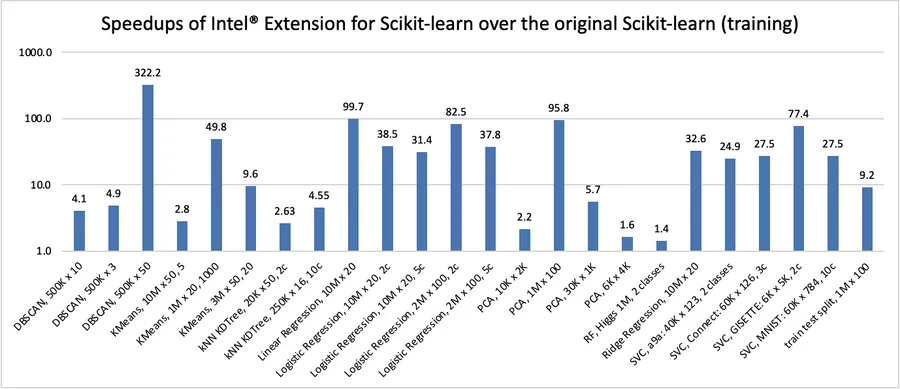 Speedups of Intel® Extension for Scikit-learn over the original Scikit-learn (training)
1000.0
100.0
10.0
1.0
4.1
4.9
322.2
2.8
49.8
9.6
2.63
4.55
99.7
38.5
31.4
82.5
37.8
2.2
95.8
5.7
1.6
1.4
32.6
24.9
27.5
77.4
27.5
9.2
DBSCAN, 500K x 10
DBSCAN, 500K x 3
DBSCAN, 500K x 50
KMeans, 10M x 50, 5
KMeans, 1M x 20, 1000
KMeans, 3M x 50, 20
kNN KDTree, 20K x 50, 2c
kNN KDTree, 250K x 16, 10c
Linear Regression, 10M x 20
Logistic Regression, 10M x 20, 2c
Logistic Regression, 10M x 20, 5c
Logistic Regression, 2M x 100, 2c
Logistic Regression, 2M x 100, 5c
PCA, 10K x 2K
PCA, 1M x 100
PCA, 30K x 1K
PCA, 6K x 4K
RF, Higgs 1M, 2 classes
Ridge Regression, 10M x 20
SVC, a9a: 40K x 123, 2 classes
SVC, Connect: 60K x 126, 3c
SVC, GISETTE: 6K x 5K, 2c
SVC, MNIST: 60K x 784, 10c
train test split, 1M x 100